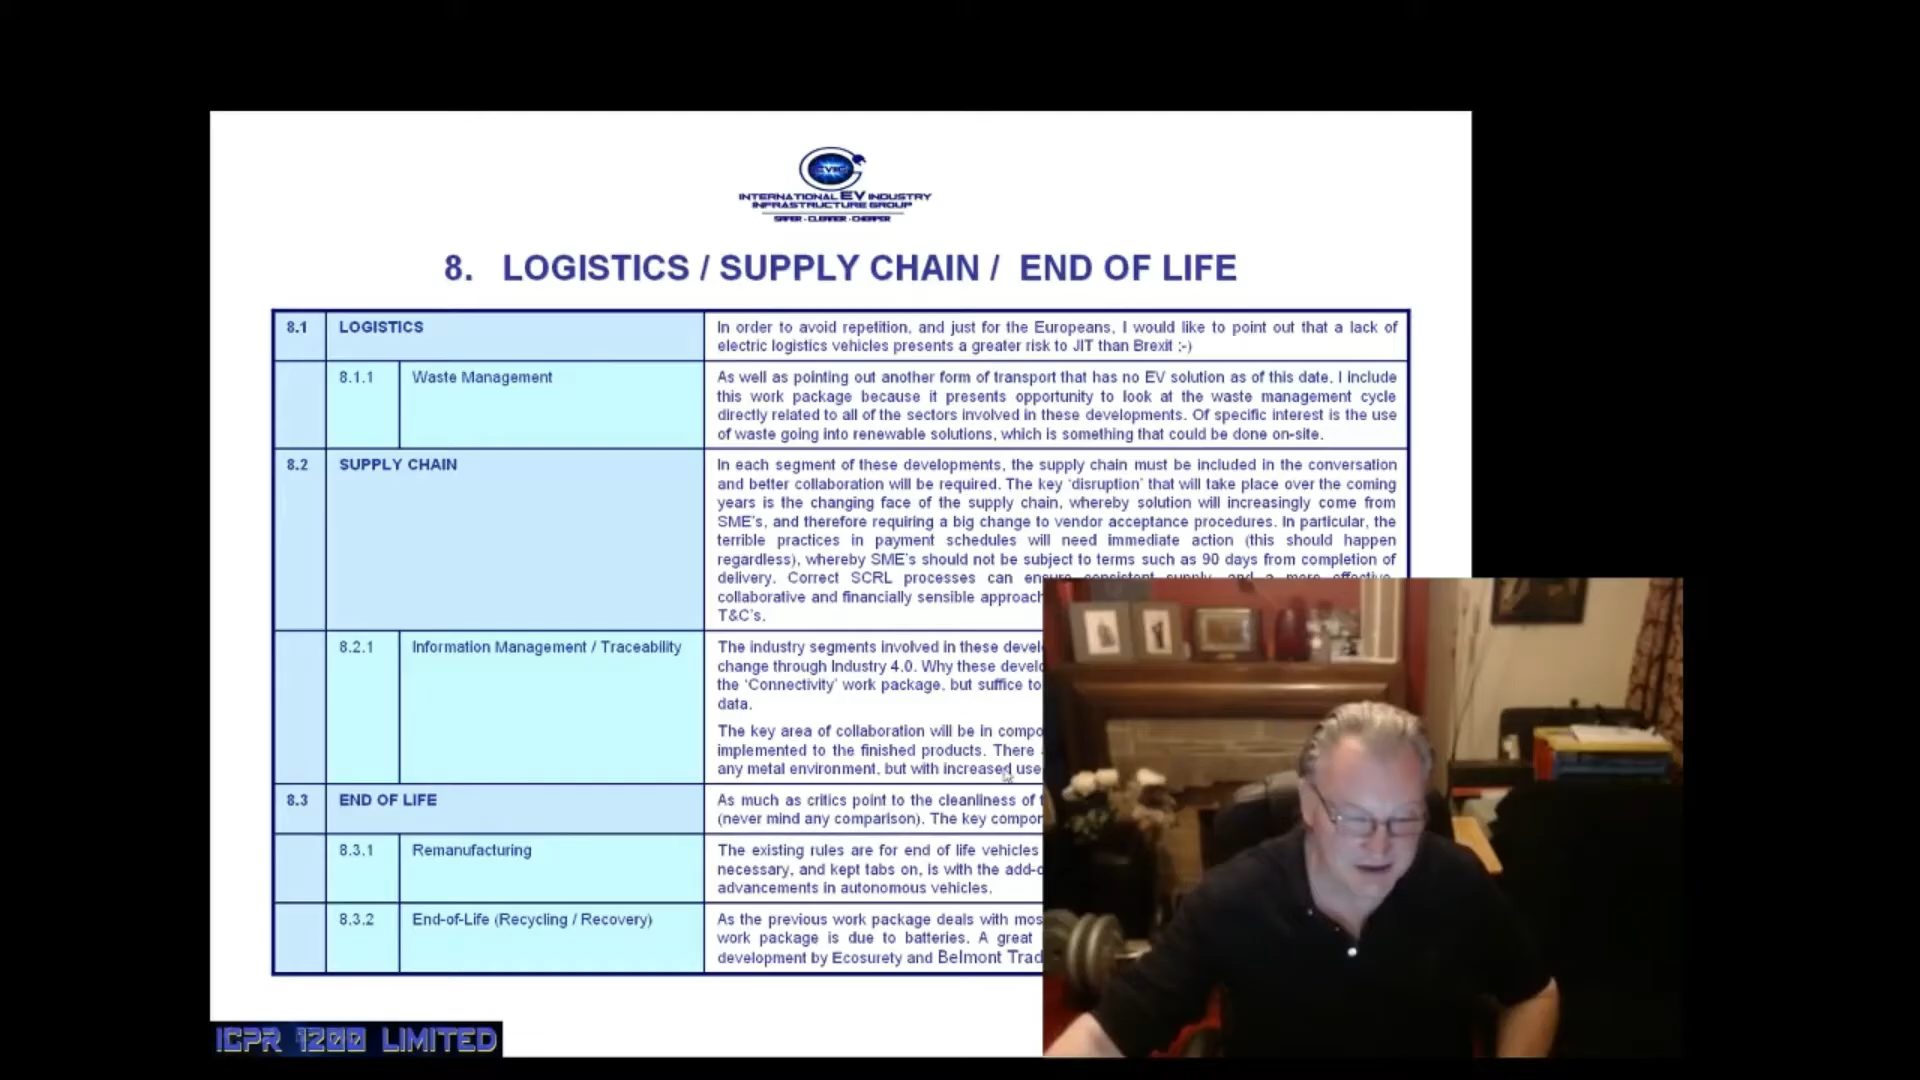 EVIIG
INTERNATIONAL EV INDUSTRY
INFRASTRUCTURE GROUP
SAFER - CLEANER - CHEAPER
8. LOGISTICS / SUPPLY CHAIN / END OF LIFE
8.1 LOGISTICS
In order to avoid repetition, and just for the Europeans, I would like to point out that a lack of
electric logistics vehicles presents a greater risk to JIT than Brexit ;-)
8.1.1 Waste Management
As well as pointing out another form of transport that has no EV solution as of this date, I include
this work package because it presents opportunity to look at the waste management cycle
directly related to all of the sectors involved in these developments. Of specific interest is the use
of waste going into renewable solutions, which is something that could be done on-site.
8.2 SUPPLY CHAIN
In each segment of these developments, the supply chain must be included in the conversation
and better collaboration will be required. The key ‘disruption’ that will take place over the coming
years is the changing face of the supply chain, whereby solution will increasingly come from
SME’s, and therefore requiring a big change to vendor acceptance procedures. In particular, the
terrible practices in payment schedules will need immediate action (this should happen
regardless), whereby SME’s should not be subject to terms such as 90 days from completion of
delivery. Correct SCRL processes can ensure consistent supply, and a more effective,
collaborative and financially sensible approach
T&C’s.
8.2.1 Information Management / Traceability
The industry segments involved in these
change through Industry 4.0. Why these
the ‘Connectivity’ work package, but suffice to
data.
The key area of collaboration will be in
implemented to the finished products. There
any metal environment, but with increased use
8.3 END OF LIFE
As much as critics point to the cleanliness of
(never mind any comparison). The key
8.3.1 Remanufacturing
The existing rules are for end of life vehicles
necessary, and kept tabs on, is with the
advancements in autonomous vehicles.
8.3.2 End-of-Life (Recycling / Recovery)
As the previous work package deals with
work package is due to batteries. A great
development by Ecosurety and Belmont
ICPR 1200 LIMITED